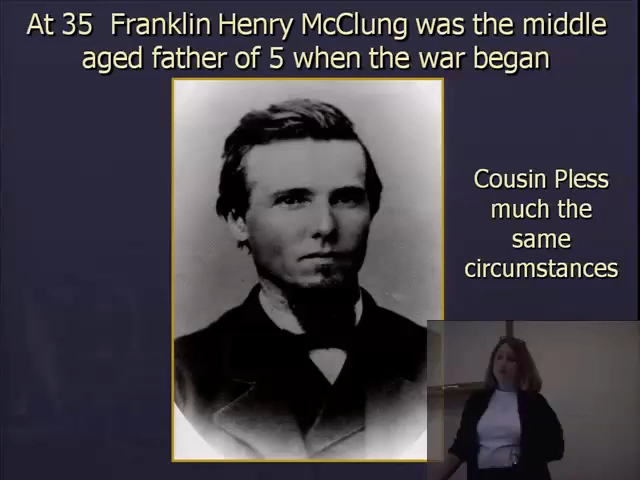 At 35 Franklin Henry McClung was the middle
aged father of 5 when the war began
Cousin Pless
much the
same
circumstances